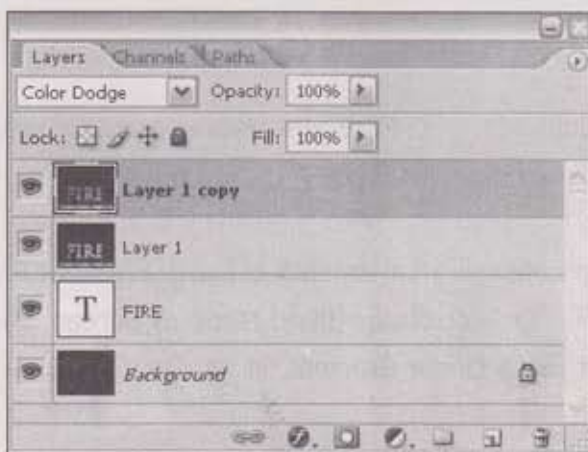 Layers Channels Paths
Color Dodge Opacity: 100%
Lock: Fill: 100%
FIRE Layer 1 copy
FIRE Layer 1
T FIRE
Background